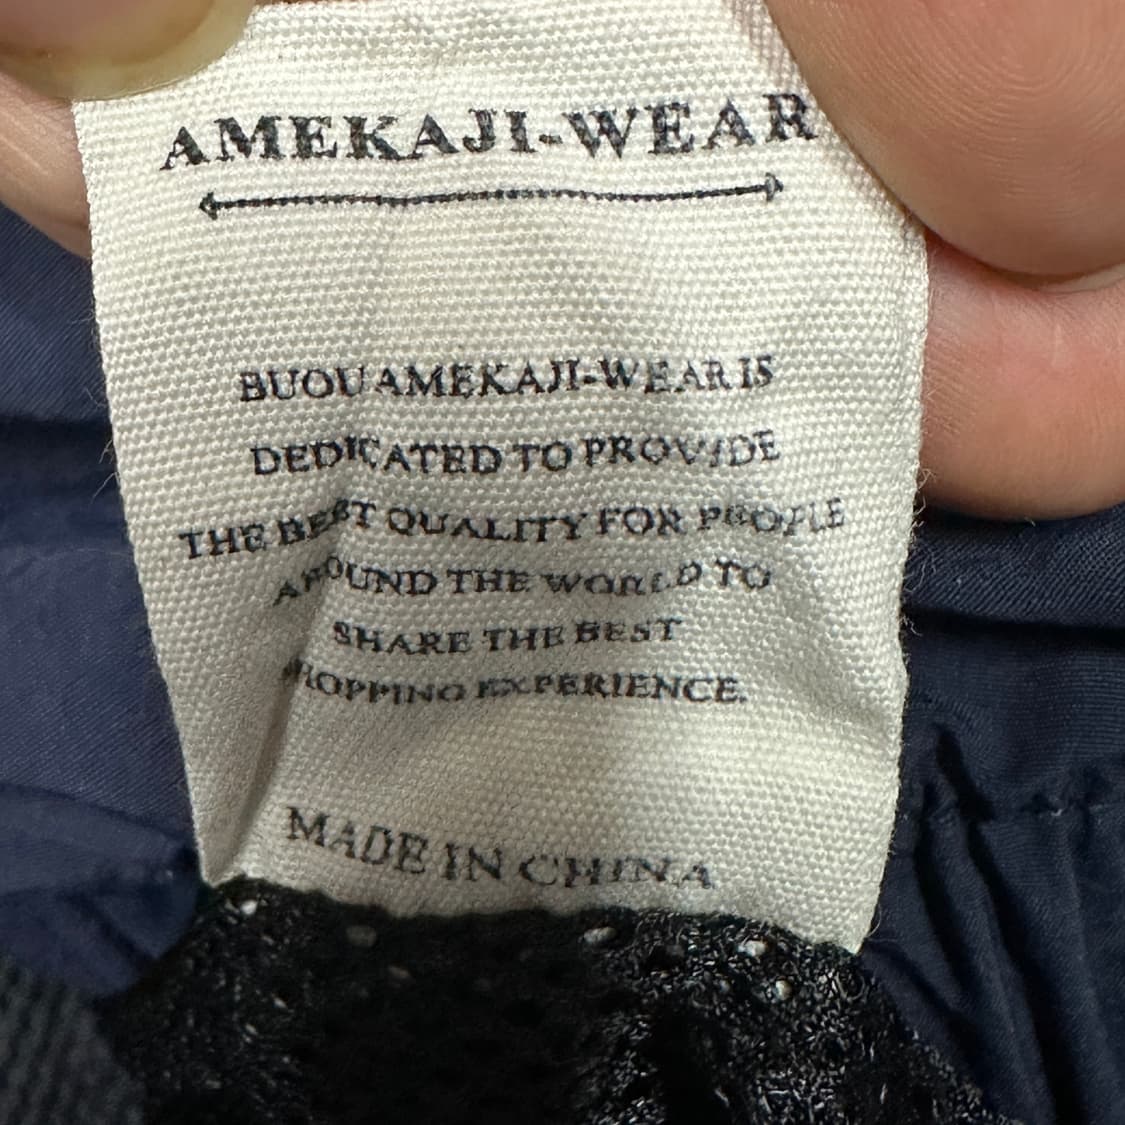 AMEKAJI-WEAR
BUOU AMEKAJI-WEAR IS
DEDICATED TO PROVIDE
THE BEST QUALITY FOR PEOPLE
AROUND THE WORLD TO
SHARE THE BEST
SHOPPING EXPERIENCE.
MADE IN CHINA